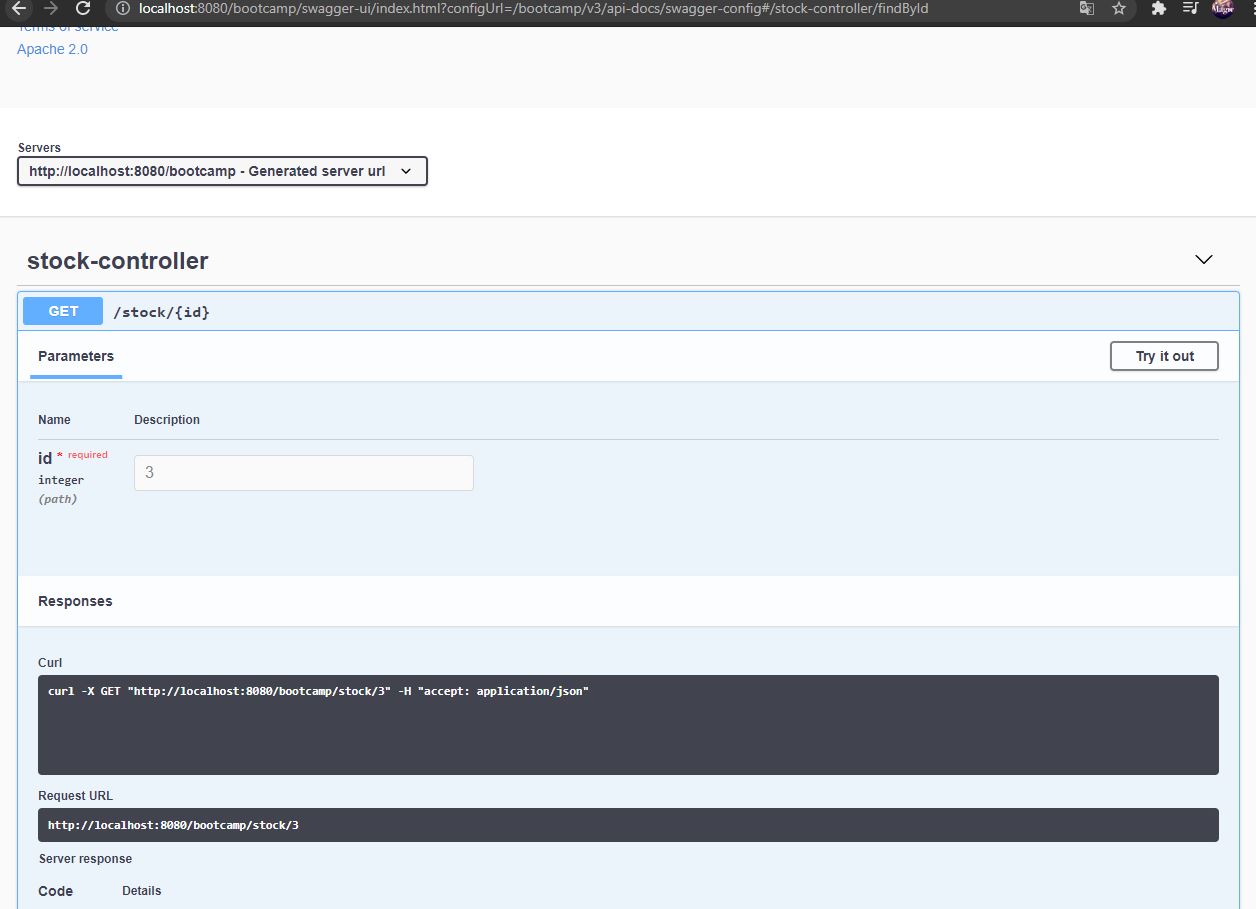 localhost:8080/bootcamp/swagger-ui/index.html?configUrl=/bootcamp/v3/api-docs/swagger-config#/stock-controller/findById
Terms of service
Apache 2.0
Servers
http://localhost:8080/bootcamp - Generated server url
stock-controller
GET /stock/{id}
Parameters
Try it out
Name Description
id * required
3
integer
(path)
Responses
Curl
curl -X GET "http://localhost:8080/bootcamp/stock/3" -H "accept: application/json"
Request URL
http://localhost:8080/bootcamp/stock/3
Server response
Code Details